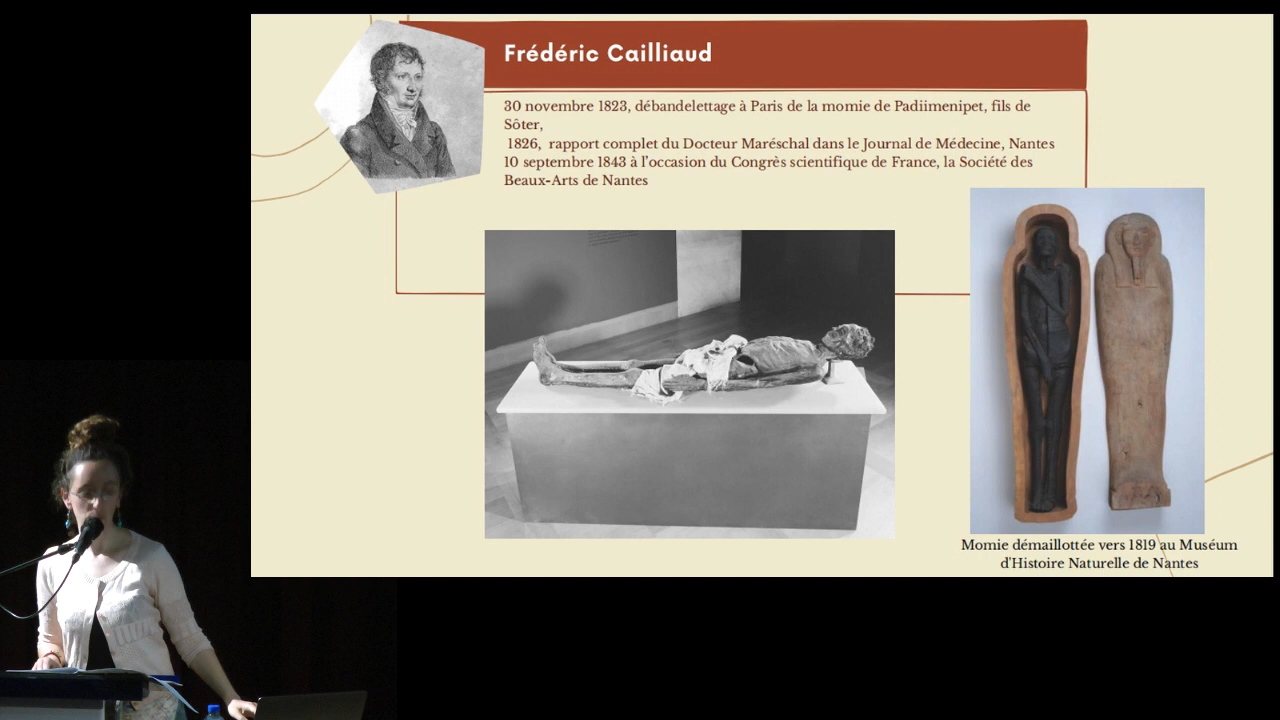 Frédéric Cailliaud
30 novembre 1823, débandelettage à Paris de la momie de Padiimenipet, fils de
Sôter,
1826, rapport complet du Docteur Maréschal dans le Journal de Médecine, Nantes
10 septembre 1843 à l'occasion du Congrès scientifique de France, la Société des
Beaux-Arts de Nantes
Momie démaillottée vers 1819 au Muséum
d'Histoire Naturelle de Nantes